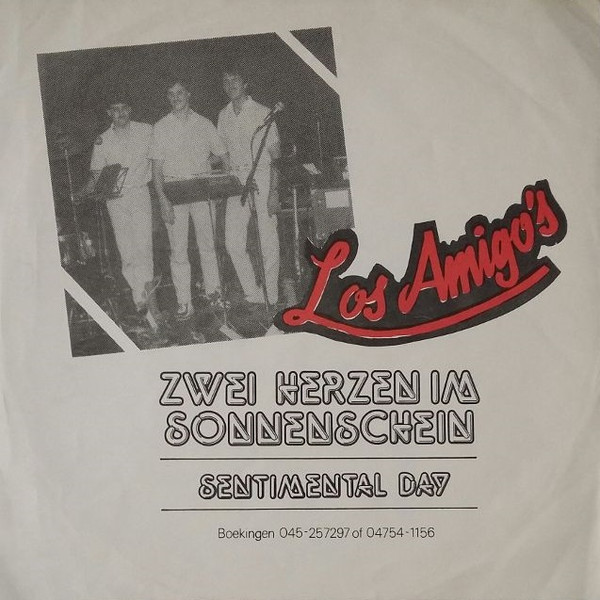 Los Amigo's
ZWEI HERZEN IM
SONNENSCHEIN
SENTIMENTAL DAY
Boekingen 045-257297 of 04754-1156